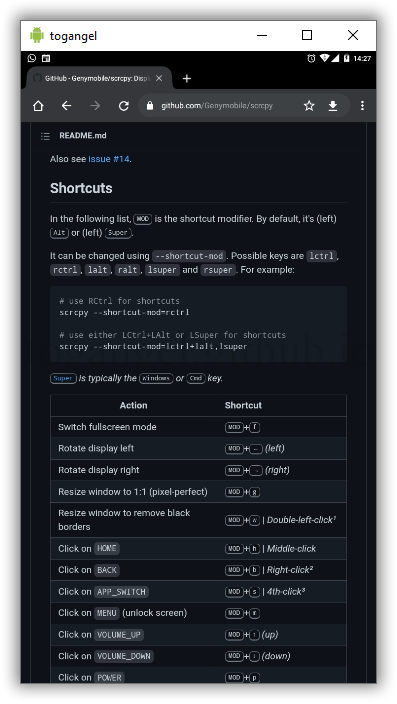 togangel
14:27
GitHub - Genymobile/scrcpy: Displ
github.com/Genymobile/scrcpy
README.md
Also see issue #14.
Shortcuts
In the following list, MOD is the shortcut modifier. By default, it's (left)
Alt or (left) Super.
It can be changed using --shortcut-mod. Possible keys are lctrl,
rctrl, lalt, ralt, lsuper and rsuper. For example:
# use RCtrl for shortcuts
scrcpy --shortcut-mod=rctrl
# use either LCtrl+LAlt or LSuper for shortcuts
scrcpy --shortcut-mod=lctrl+lalt,lsuper
Super is typically the Windows or Cmd key.
Action Shortcut
Switch fullscreen mode MOD+f
Rotate display left MOD+← (left)
Rotate display right MOD+→ (right)
Resize window to 1:1 (pixel-perfect) MOD+g
Resize window to remove black
borders MOD+w | Double-left-click¹
Click on HOME MOD+h | Middle-click
Click on BACK MOD+b | Right-click²
Click on APP_SWITCH MOD+s | 4th-click³
Click on MENU (unlock screen) MOD+m
Click on VOLUME_UP MOD+↑ (up)
Click on VOLUME_DOWN MOD+↓ (down)
Click on POWER MOD+p